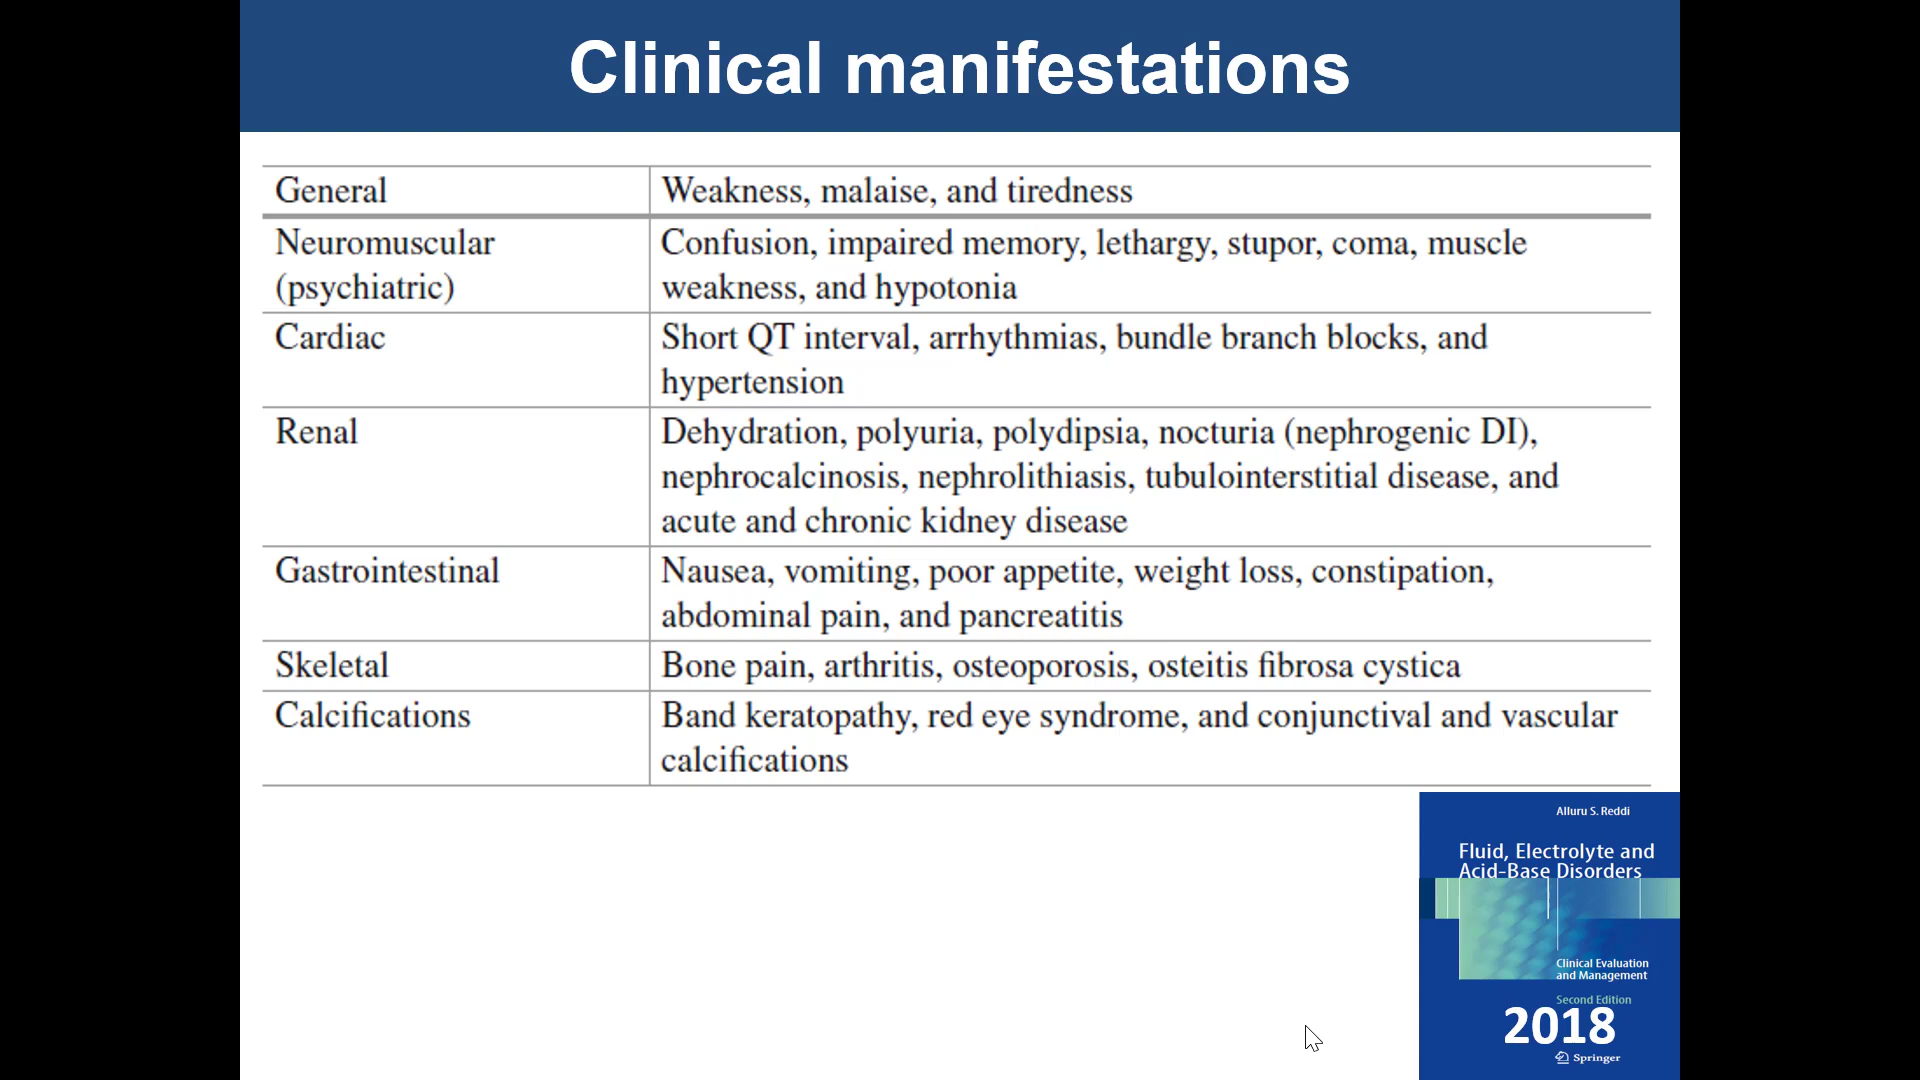 Clinical manifestations
General
Weakness, malaise, and tiredness
Neuromuscular
(psychiatric)
Confusion, impaired memory, lethargy, stupor, coma, muscle
weakness, and hypotonia
Cardiac
Short QT interval, arrhythmias, bundle branch blocks, and
hypertension
Renal
Dehydration, polyuria, polydipsia, nocturia (nephrogenic DI),
nephrocalcinosis, nephrolithiasis, tubulointerstitial disease, and
acute and chronic kidney disease
Gastrointestinal
Nausea, vomiting, poor appetite, weight loss, constipation,
abdominal pain, and pancreatitis
Skeletal
Bone pain, arthritis, osteoporosis, osteitis fibrosa cystica
Calcifications
Band keratopathy, red eye syndrome, and conjunctival and vascular
calcifications
Alluru S. Reddi
Fluid, Electrolyte and
Acid-Base Disorders
Clinical Evaluation
and Management
Second Edition
2018
Springer